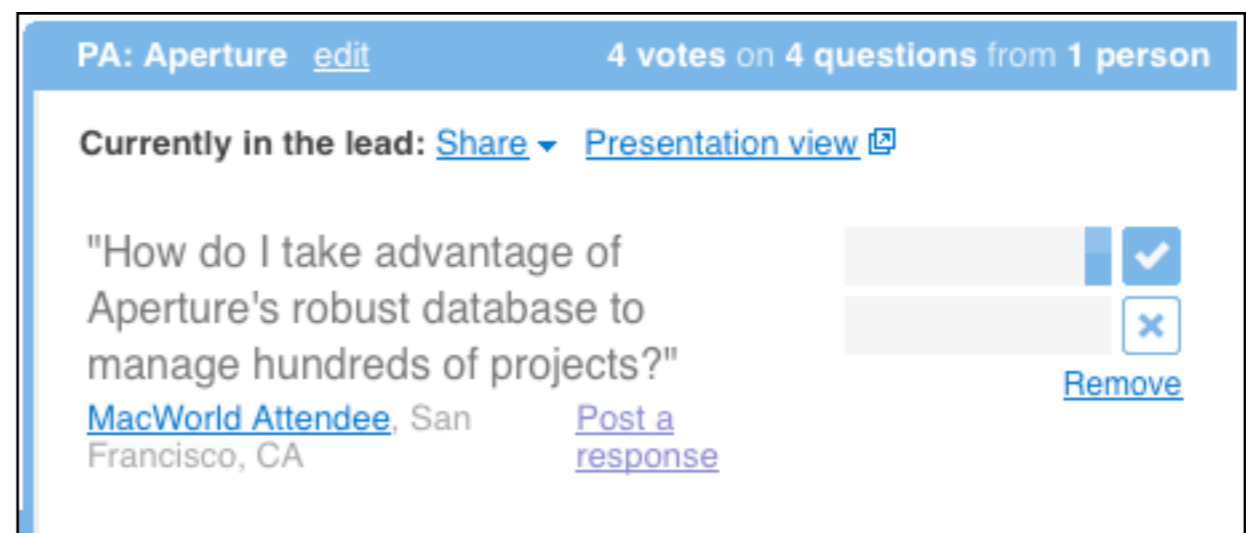 PA: Aperture edit 4 votes on 4 questions from 1 person
Currently in the lead: Share Presentation view
"How do I take advantage of
Aperture's robust database to
manage hundreds of projects?"
Remove
MacWorld Attendee, San Post a
Francisco, CA response